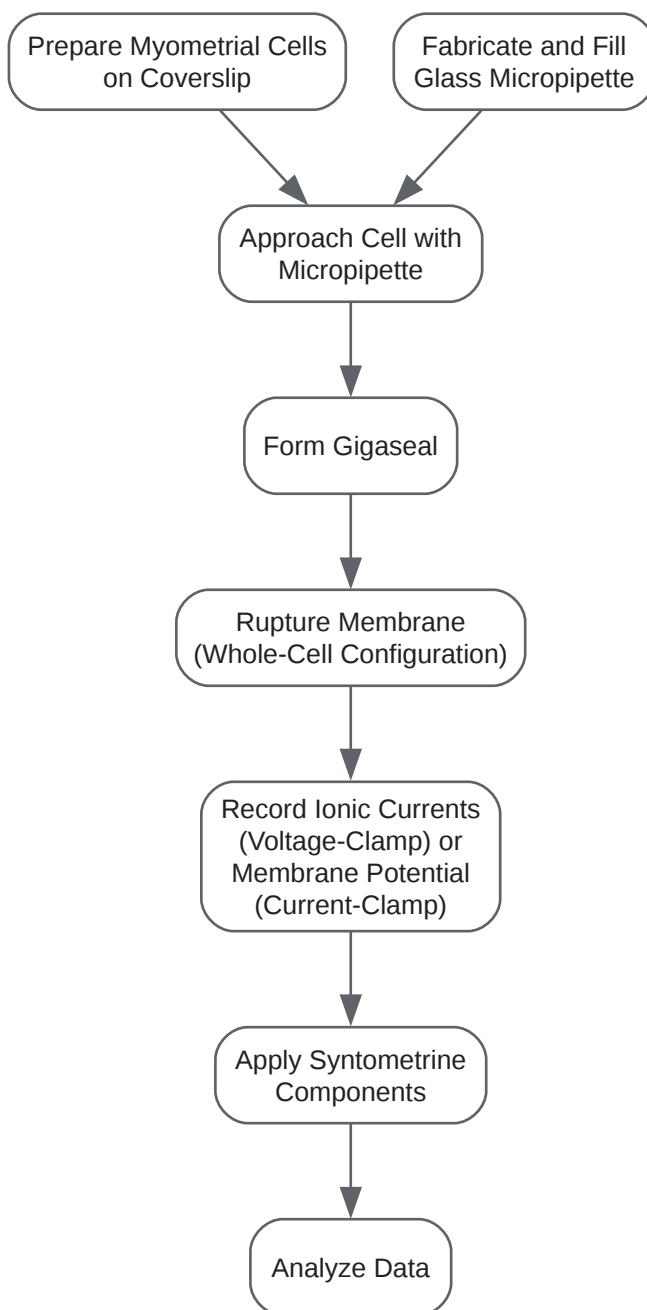 Prepare Myometrial Cells
on Coverslip
Fabricate and Fill
Glass Micropipette
Approach Cell with
Micropipette
Form Gigaseal
Rupture Membrane
(Whole-Cell Configuration)
Record Ionic Currents
(Voltage-Clamp) or
Membrane Potential
(Current-Clamp)
Apply Syntometrine
Components
Analyze Data